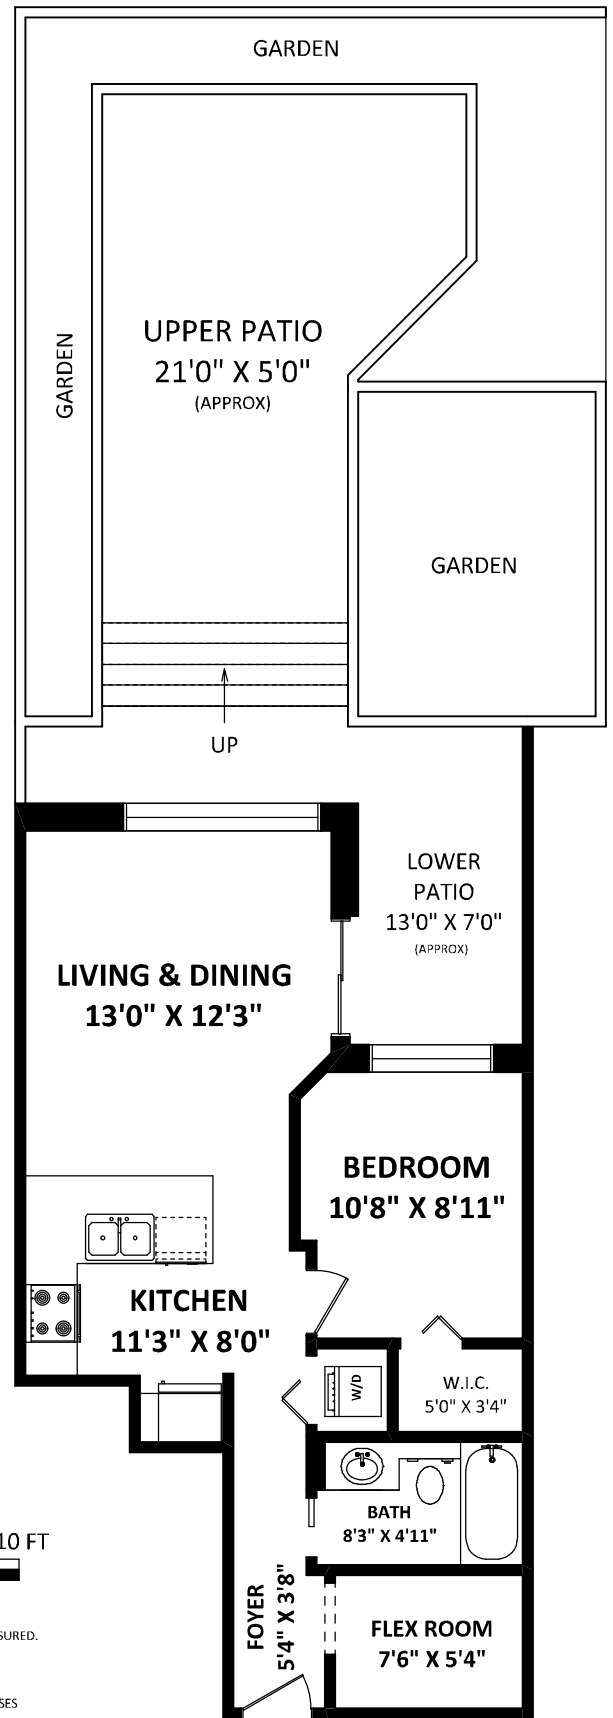 GARDEN
GARDEN
UPPER PATIO
21'0" X 5'0"
(APPROX)
GARDEN
UP
LOWER
PATIO
13'0" X 7'0"
(APPROX)
LIVING & DINING
13'0" X 12'3"
BEDROOM
10'8" X 8'11"
KITCHEN
11'3" X 8'0"
W/D
W.I.C.
5'0" X 3'4"
BATH
8'3" X 4'11"
10 FT
FOYER
5'4" X 3'8"
FLEX ROOM
7'6" X 5'4"
SURED.
SES